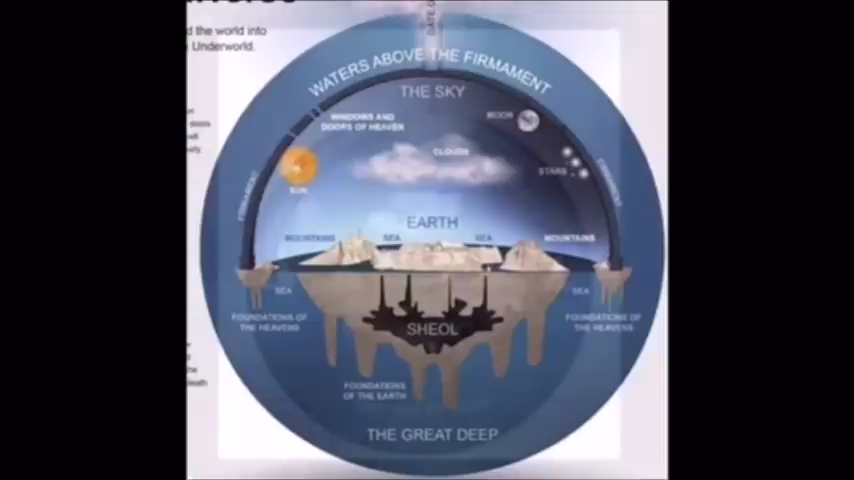 d the world into
Underworld.
WATERS ABOVE THE FIRMAMENT
THE SKY
WINDOWS AND
DOORS OF HEAVEN
MOON
CLOUDS
STARS
SUN
FIRMAMENT
FIRMAMENT
EARTH
MOUNTAINS
SEA
SEA
MOUNTAINS
SEA
SEA
FOUNDATIONS OF
THE HEAVENS
FOUNDATIONS OF
THE HEAVENS
SHEOL
FOUNDATIONS
OF THE EARTH
THE GREAT DEEP